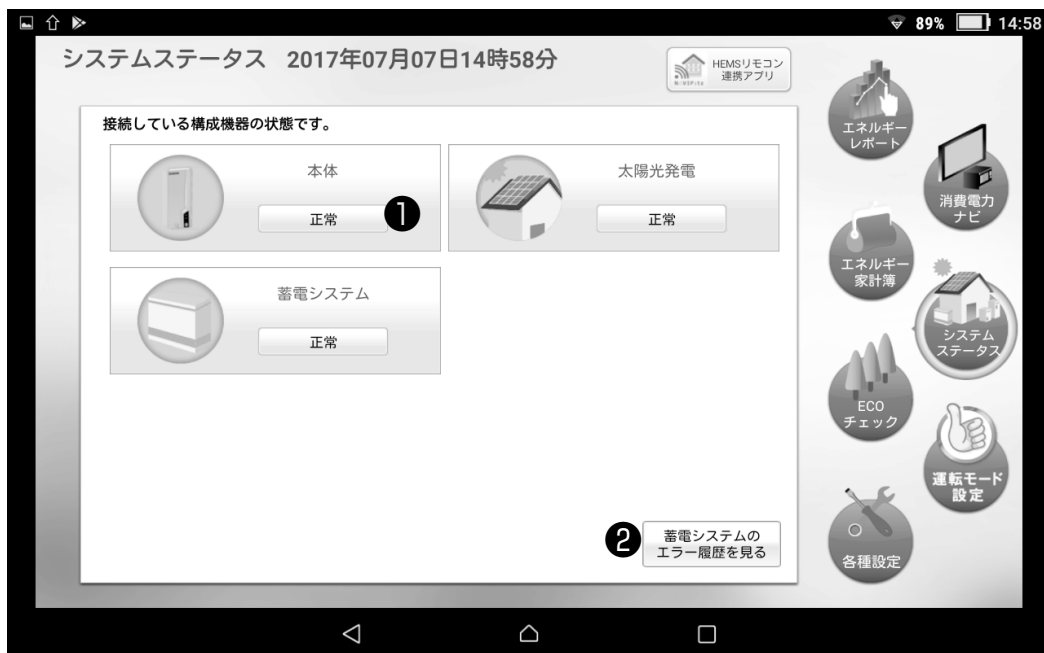 89% 14:58
システムステータス 2017年07月07日14時58分
HEMSリモコン
連携アプリ
接続している構成機器の状態です。
本体
正常
❶
太陽光発電
正常
蓄電システム
正常
❷
蓄電システムの
エラー履歴を見る
エネルギー
レポート
消費電力
ナビ
エネルギー
家計簿
システム
ステータス
ECO
チェック
運転モード
設定
各種設定